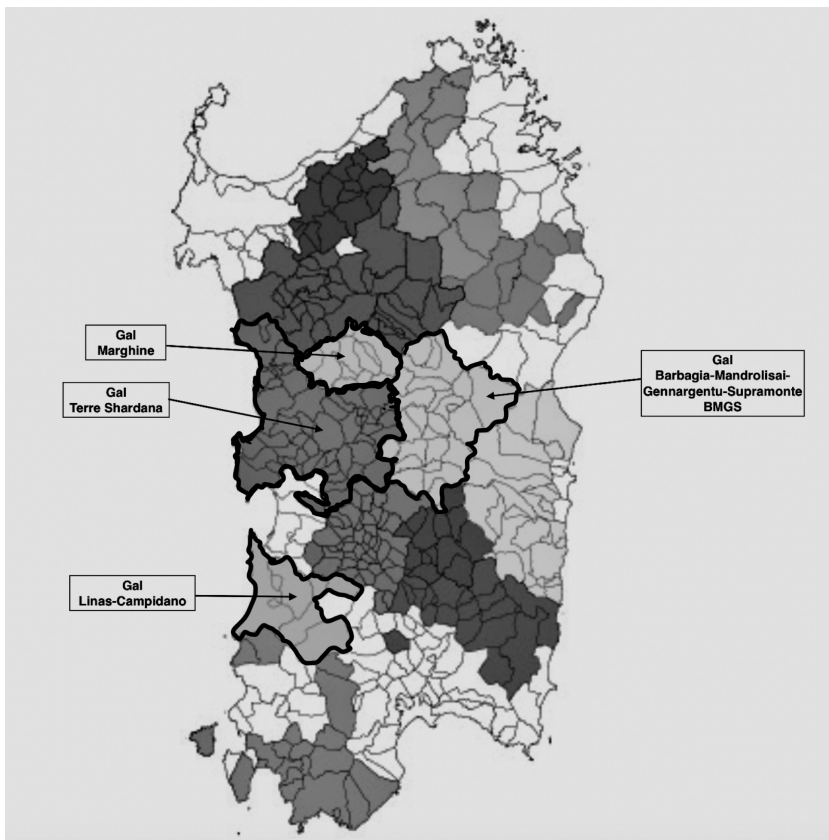 Gal
Marghine
Gal
Terre Shardana
Gal
Barbagia-Mandrolisai-
Gennargentu-Supramonte
BMGS
Gal
Linas-Campidano